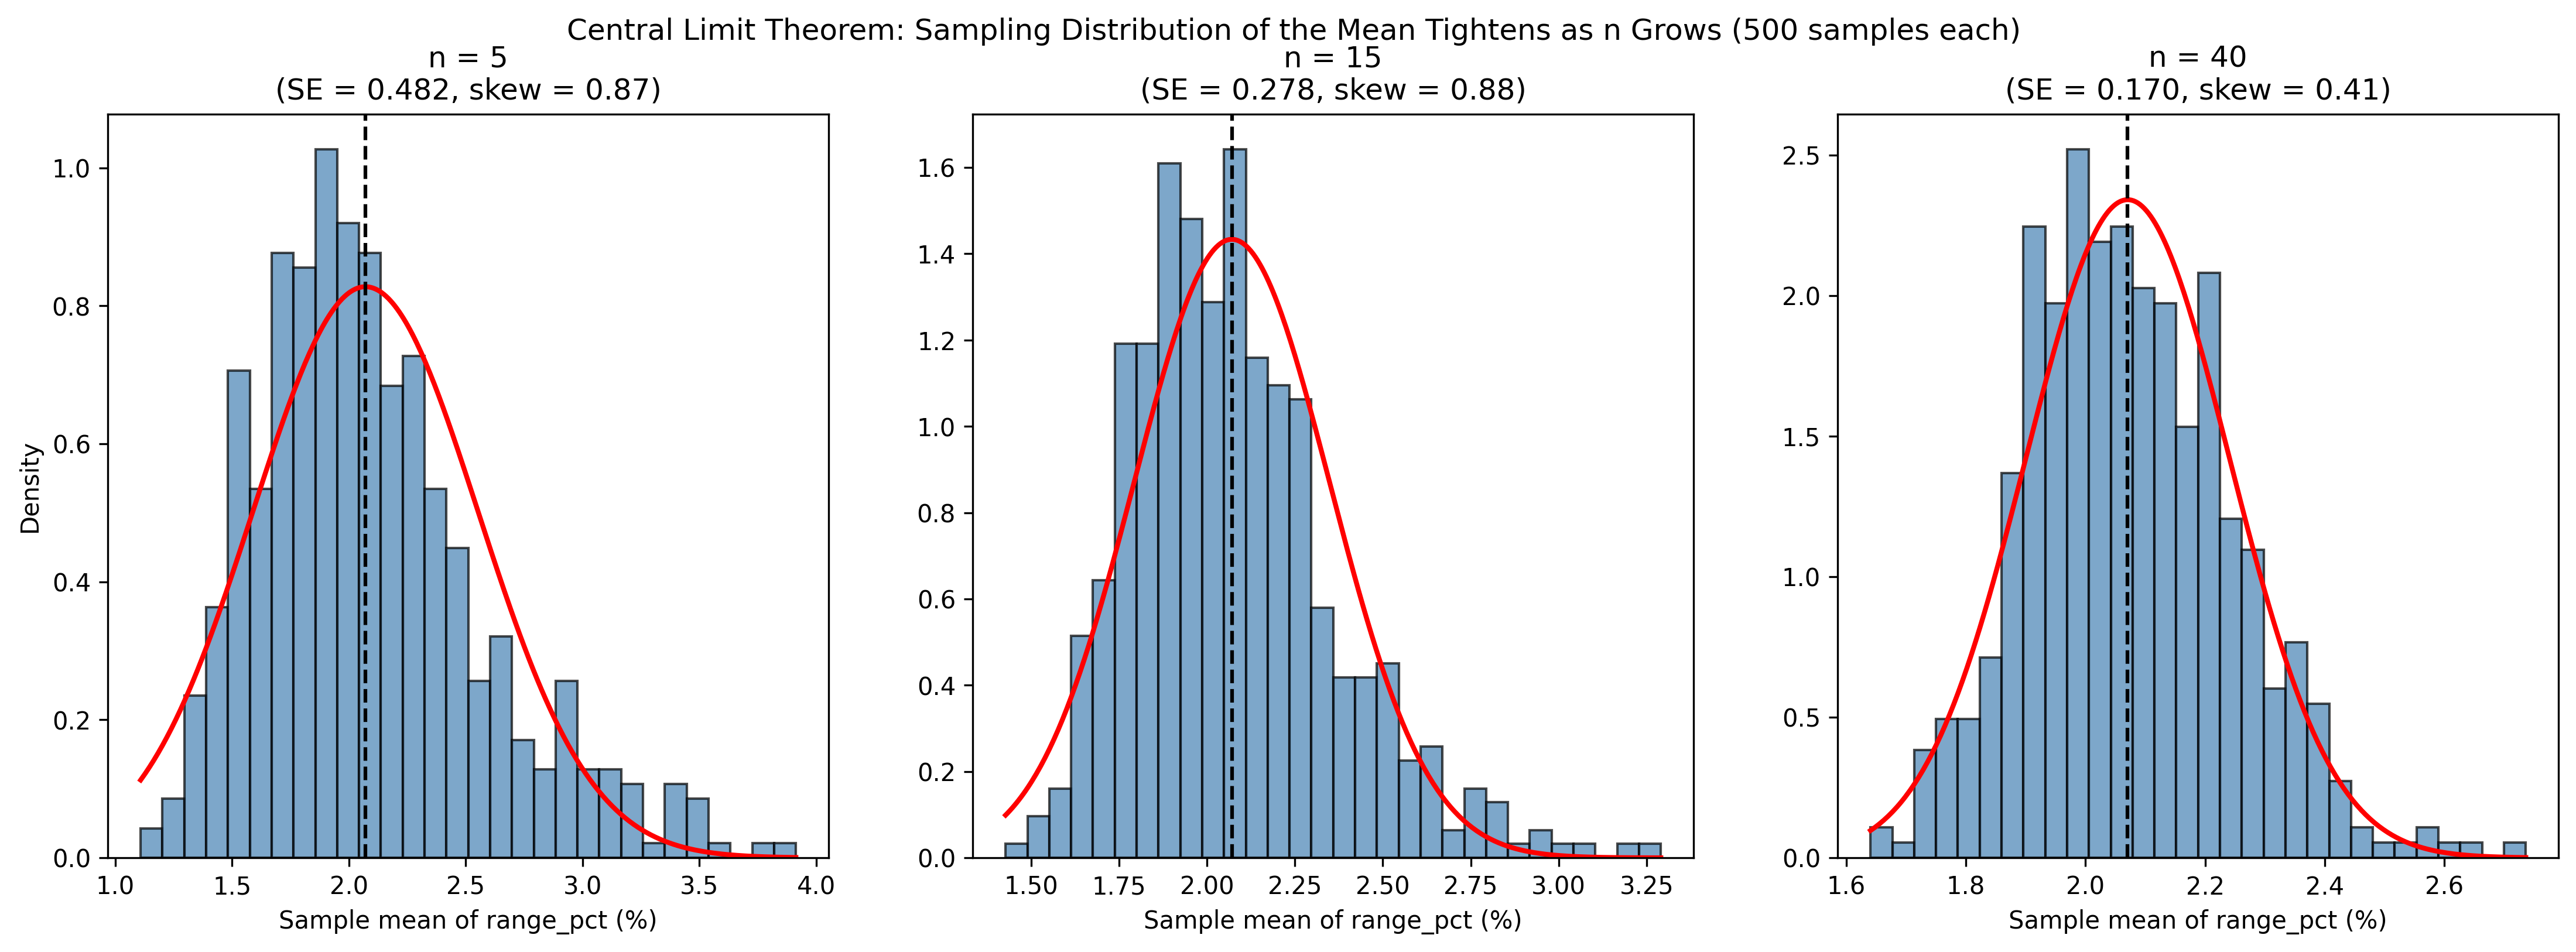 Central Limit Theorem: Sampling Distribution of the Mean Tightens as n Grows (500 samples each)
n = 5
(SE = 0.482, skew = 0.87)
Density
0.0
0.2
0.4
0.6
0.8
1.0
1.0 1.5 2.0 2.5 3.0 3.5 4.0
Sample mean of range_pct (%)
n = 15
(SE = 0.278, skew = 0.88)
0.0
0.2
0.4
0.6
0.8
1.0
1.2
1.4
1.6
1.50 1.75 2.00 2.25 2.50 2.75 3.00 3.25
Sample mean of range_pct (%)
n = 40
(SE = 0.170, skew = 0.41)
0.0
0.5
1.0
1.5
2.0
2.5
1.6 1.8 2.0 2.2 2.4 2.6
Sample mean of range_pct (%)